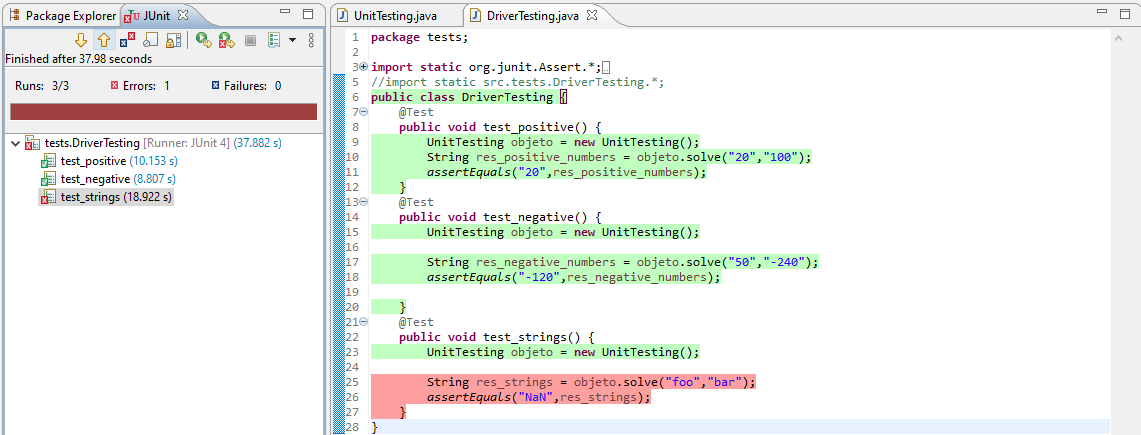 Package Explorer JUnit
Finished after 37.98 seconds
Runs: 3/3 Errors: 1 Failures: 0
tests.DriverTesting [Runner: JUnit 4] (37.882 s)
test_positive (10.153 s)
test_negative (8.807 s)
test_strings (18.922 s)
UnitTesting.java DriverTesting.java
1 package tests;
2
3 import static org.junit.Assert.*;
5 //import static src.tests.DriverTesting.*;
6 public class DriverTesting {
7 @Test
8 public void test_positive() {
9 UnitTesting objeto = new UnitTesting();
10 String res_positive_numbers = objeto.solve("20","100");
11 assertEquals("20",res_positive_numbers);
12 }
13 @Test
14 public void test_negative() {
15 UnitTesting objeto = new UnitTesting();
16
17 String res_negative_numbers = objeto.solve("50","-240");
18 assertEquals("-120",res_negative_numbers);
19
20 }
21 @Test
22 public void test_strings() {
23 UnitTesting objeto = new UnitTesting();
24
25 String res_strings = objeto.solve("foo","bar");
26 assertEquals("NaN",res_strings);
27 }
28 }